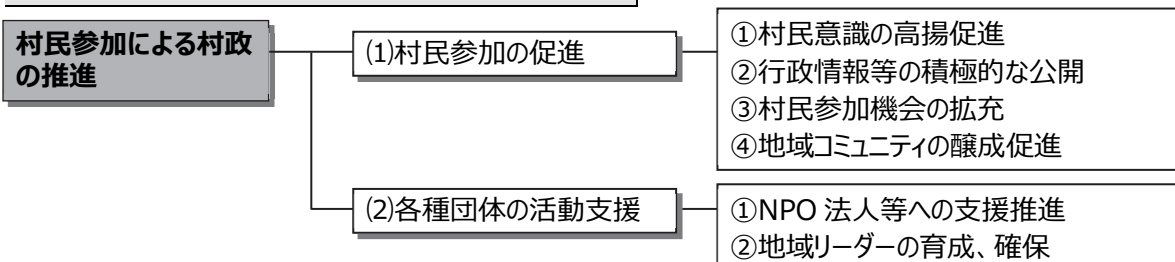 村民参加による村政
の推進
⑴村民参加の促進
①村民意識の高揚促進
②行政情報等の積極的な公開
③村民参加機会の拡充
④地域コミュニティの醸成促進
⑵各種団体の活動支援
①NPO 法人等への支援推進
②地域リーダーの育成、確保